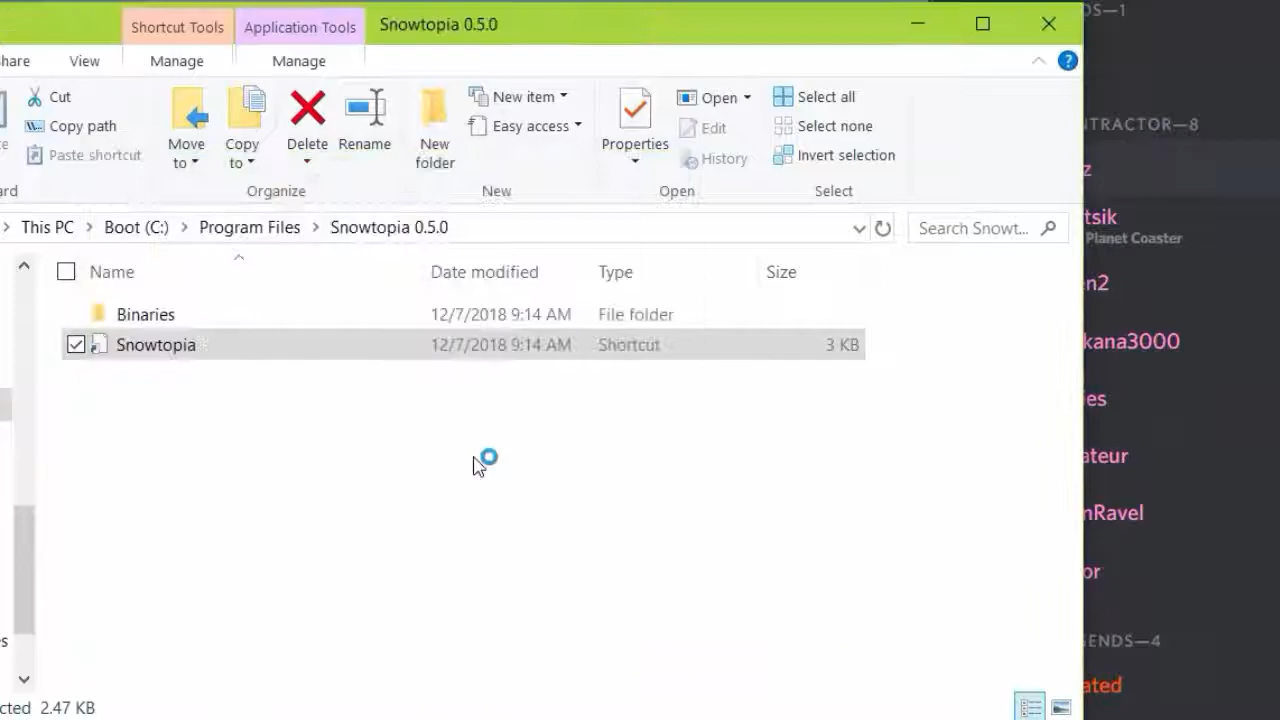 Shortcut Tools Application Tools Snowtopia 0.5.0
hare View Manage Manage
Cut
Copy path
Paste shortcut
Move to
Copy to
Delete
Rename
New folder
New item
Easy access
Properties
Open
Edit
History
Select all
Select none
Invert selection
ard Organize New Open Select
This PC Boot (C:) Program Files Snowtopia 0.5.0 Search Snowt...
Name Date modified Type Size
Binaries 12/7/2018 9:14 AM File folder
Snowtopia 12/7/2018 9:14 AM Shortcut 3 KB
cted 2.47 KB
DS—1
NTRACTOR—8
z
tsik
Planet Coaster
n2
kana3000
es
ateur
nRavel
or
GENDS—4
ated